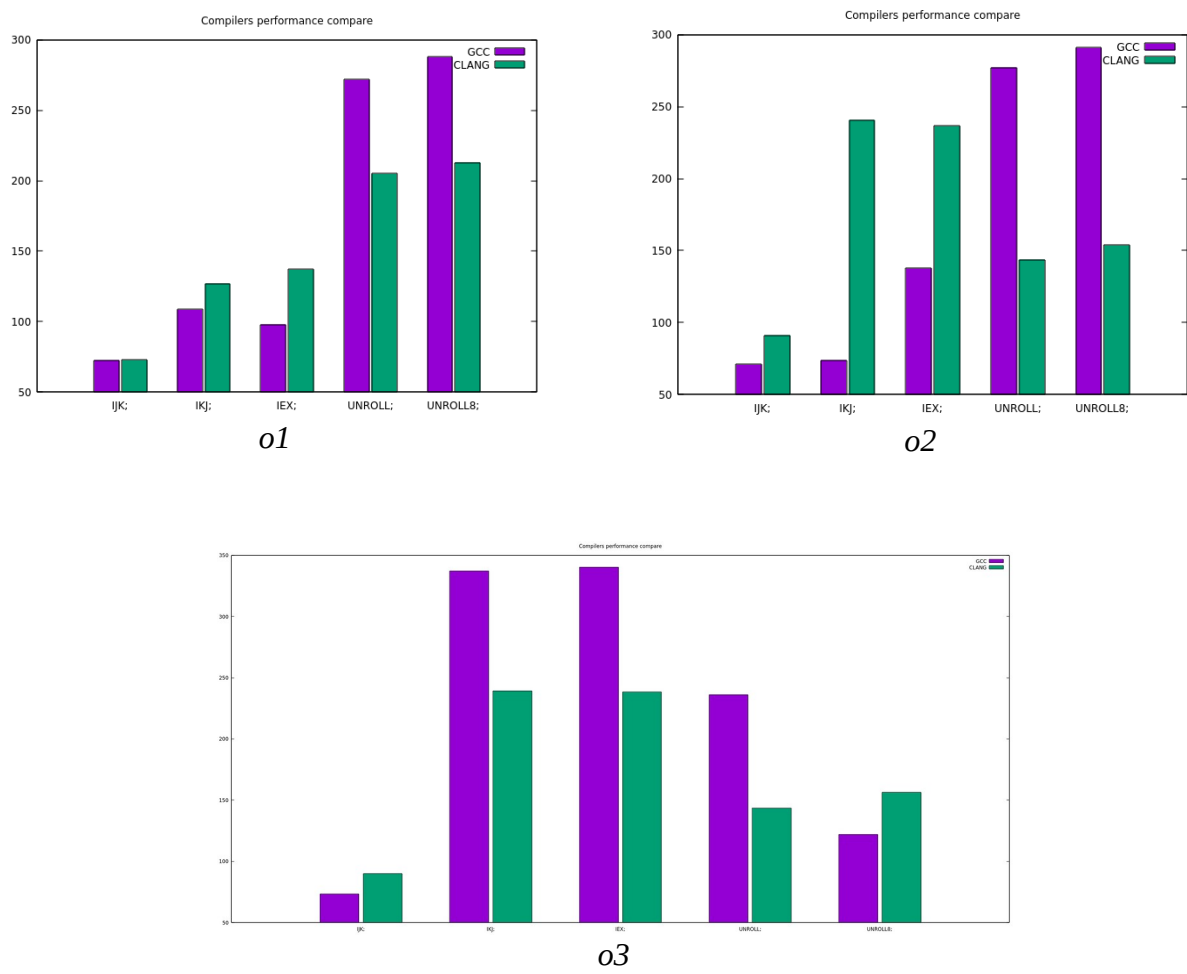 Compilers performance compare
300
250
200
150
100
50
GCC
CLANG
IJK; IKJ; IEX; UNROLL; UNROLL8;
o1
Compilers performance compare
300
250
200
150
100
50
GCC
CLANG
IJK; IKJ; IEX; UNROLL; UNROLL8;
o2
Compilers performance compare
350
300
250
200
150
100
50
GCC
CLANG
IJK; IKJ; IEX; UNROLL; UNROLL8;
o3